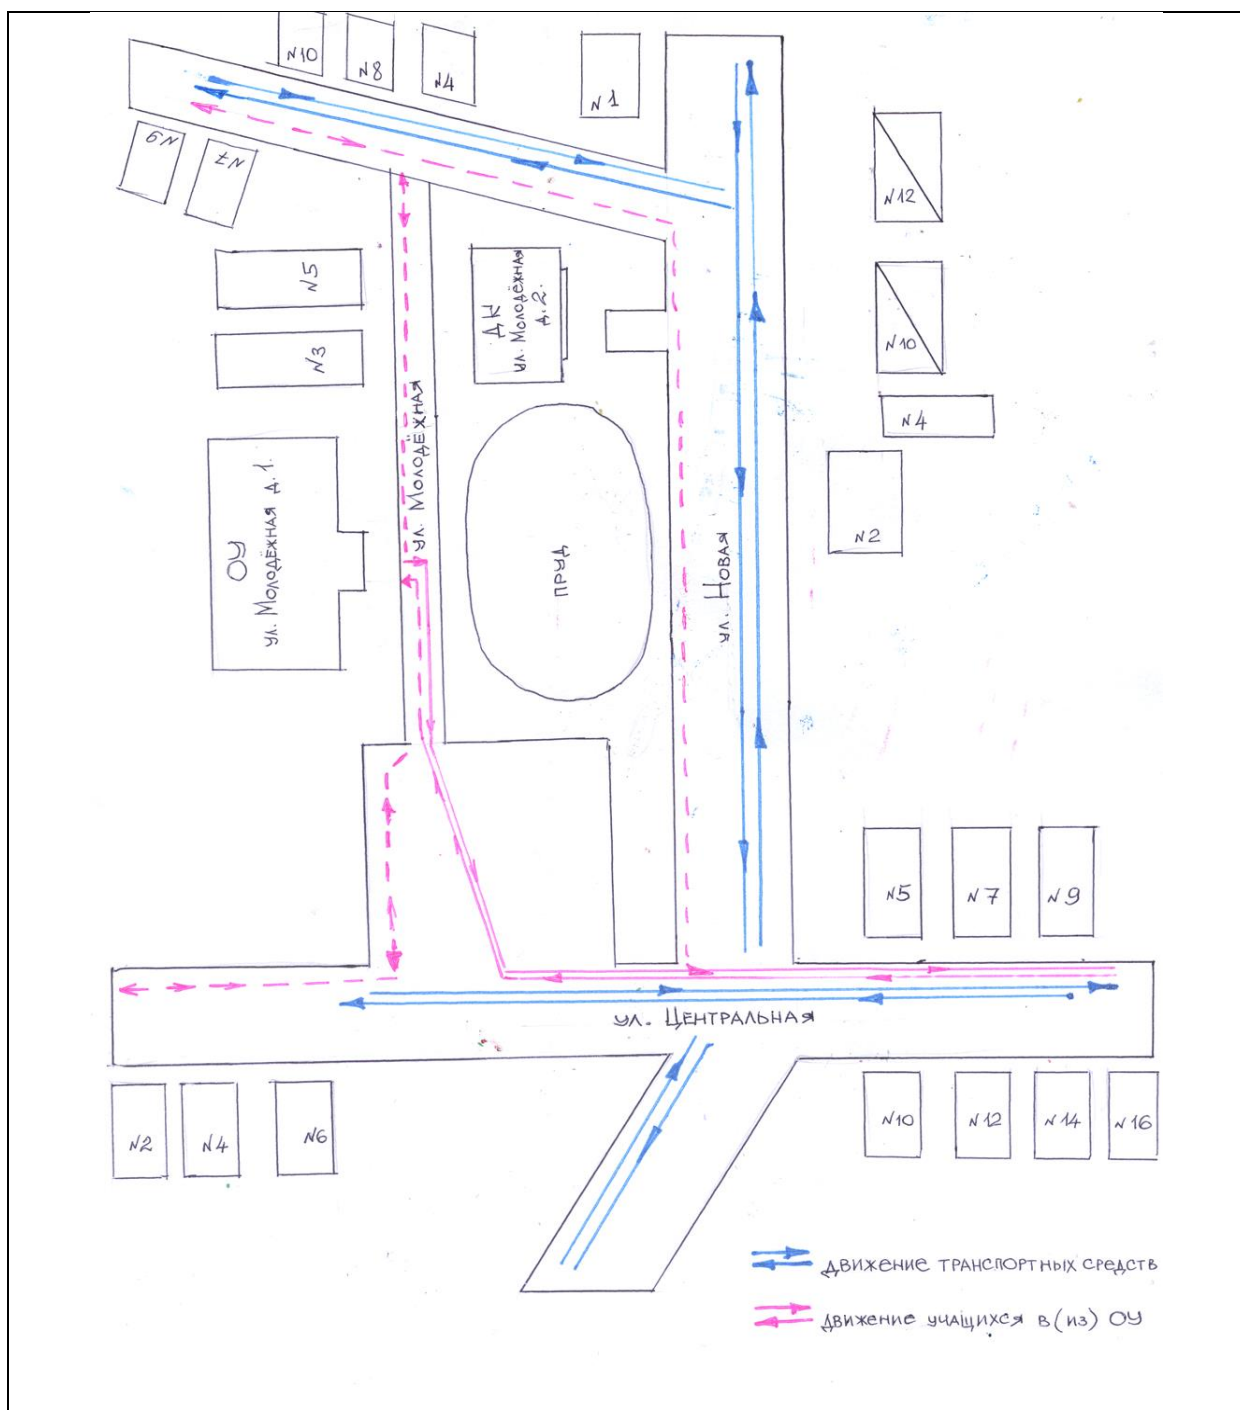 N10
N8
N4
N1
N9
N7
N12
N5
ДК
ул. Молодёжная
д. 2.
N10
N3
N4
ул. Молодёжная
ОУ
ул. Молодёжная д. 1.
N2
пруд
ул. Новая
N5
N7
N9
ул. Центральная
N2
N4
N6
N10
N12
N14
N16
движение транспортных средств
движение учащихся в (из) ОУ